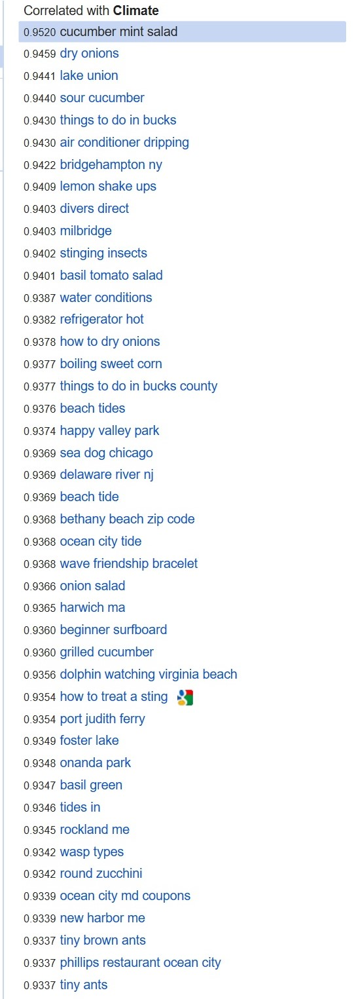 Correlated with Climate
0.9520 cucumber mint salad
0.9459 dry onions
0.9441 lake union
0.9440 sour cucumber
0.9430 things to do in bucks
0.9430 air conditioner dripping
0.9422 bridgehampton ny
0.9409 lemon shake ups
0.9403 divers direct
0.9403 milbridge
0.9402 stinging insects
0.9401 basil tomato salad
0.9387 water conditions
0.9382 refrigerator hot
0.9378 how to dry onions
0.9377 boiling sweet corn
0.9377 things to do in bucks county
0.9376 beach tides
0.9374 happy valley park
0.9369 sea dog chicago
0.9369 delaware river nj
0.9369 beach tide
0.9368 bethany beach zip code
0.9368 ocean city tide
0.9368 wave friendship bracelet
0.9366 onion salad
0.9365 harwich ma
0.9360 beginner surfboard
0.9360 grilled cucumber
0.9356 dolphin watching virginia beach
0.9354 how to treat a sting
0.9354 port judith ferry
0.9349 foster lake
0.9348 onanda park
0.9347 basil green
0.9346 tides in
0.9345 rockland me
0.9342 wasp types
0.9342 round zucchini
0.9339 ocean city md coupons
0.9339 new harbor me
0.9337 tiny brown ants
0.9337 phillips restaurant ocean city
0.9337 tiny ants